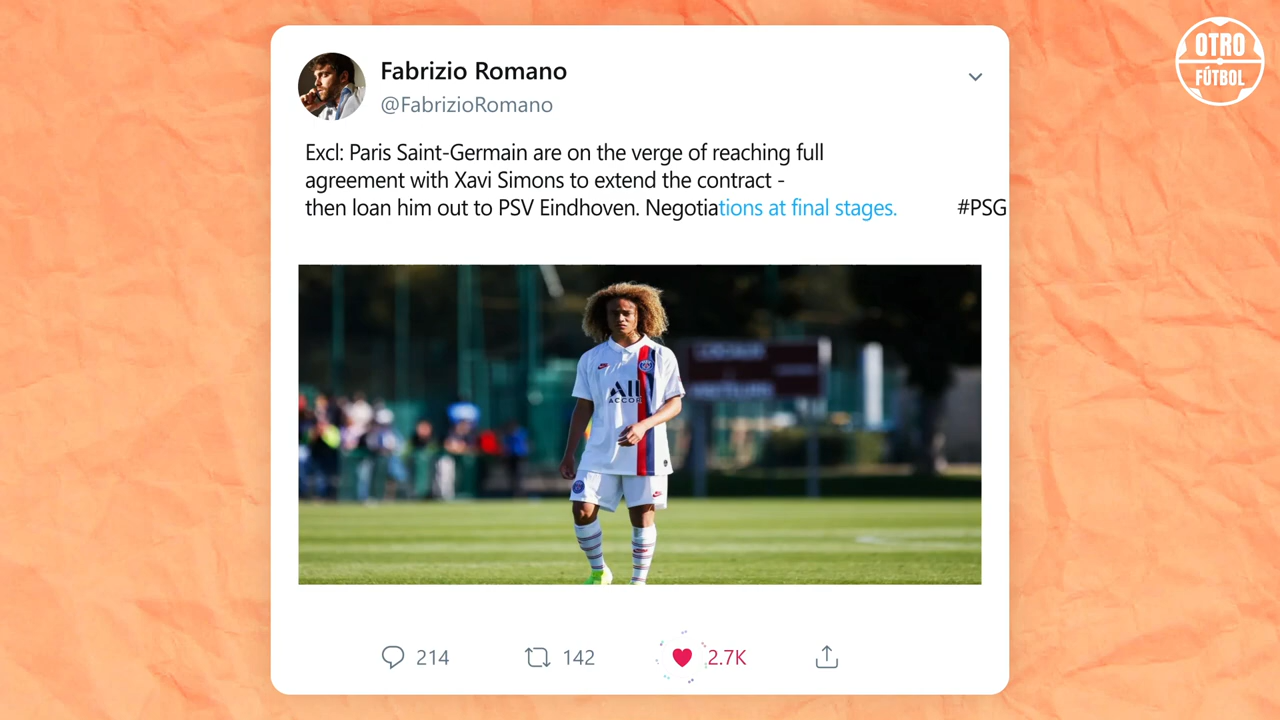 OTRO
FÚTBOL
Fabrizio Romano
@FabrizioRomano
Excl: Paris Saint-Germain are on the verge of reaching full
agreement with Xavi Simons to extend the contract -
then loan him out to PSV Eindhoven. Negotiations at final stages. #PSG
ALL
ACCOR
214
142
2.7K